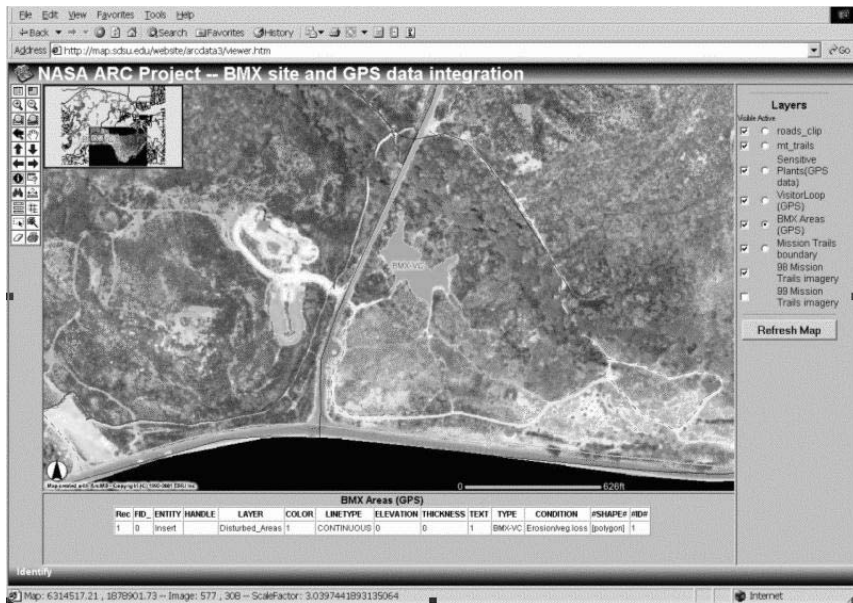 File Edit View Favorites Tools Help
Back Search Favorites History
Address http://map.sdsu.edu/website/arcdata3/viewer.htm Go
NASA ARC Project -- BMX site and GPS data integration
Layers
Visible Active
roads_clip
mt_trails
Sensitive
Plants(GPS
data)
VisitorLoop
(GPS)
BMX Areas
(GPS)
Mission Trails
boundary
98 Mission
Trails imagery
99 Mission
Trails imagery
Refresh Map
BMX-VC
0 626ft
BMX Areas (GPS)
Rec FID_ ENTITY HANDLE LAYER COLOR LINETYPE ELEVATION THICKNESS TEXT TYPE CONDITION #SHAPE# #ID#
1 0 Insert Disturbed_Areas 1 CONTINUOUS 0 0 1 BMX-VC Erosion/veg.loss [polygon] 1
Identify
Map: 6314517.21 , 1878901.73 -- Image: 577 , 308 -- ScaleFactor: 3.0397441893135064 Internet